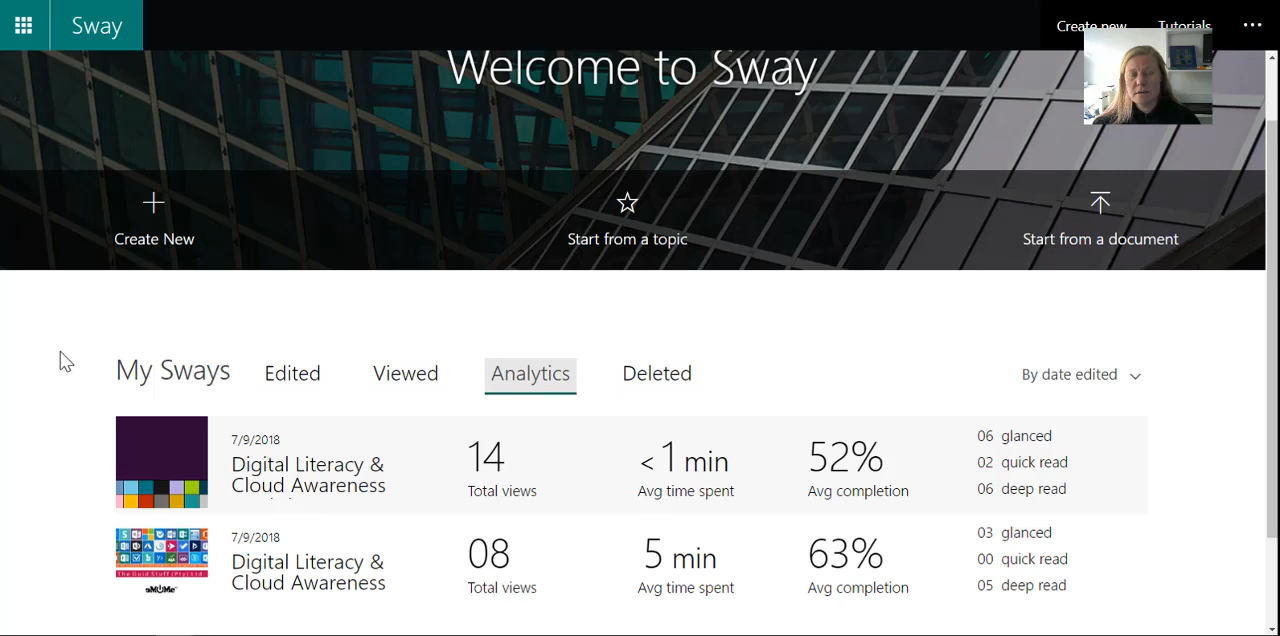 Sway
Create new
Tutorials
Welcome to Sway
Create New
Start from a topic
Start from a document
My Sways
Edited
Viewed
Analytics
Deleted
By date edited
7/9/2018
Digital Literacy &
Cloud Awareness
14
Total views
< 1 min
Avg time spent
52%
Avg completion
06 glanced
02 quick read
06 deep read
7/9/2018
Digital Literacy &
Cloud Awareness
08
Total views
5 min
Avg time spent
63%
Avg completion
03 glanced
00 quick read
05 deep read